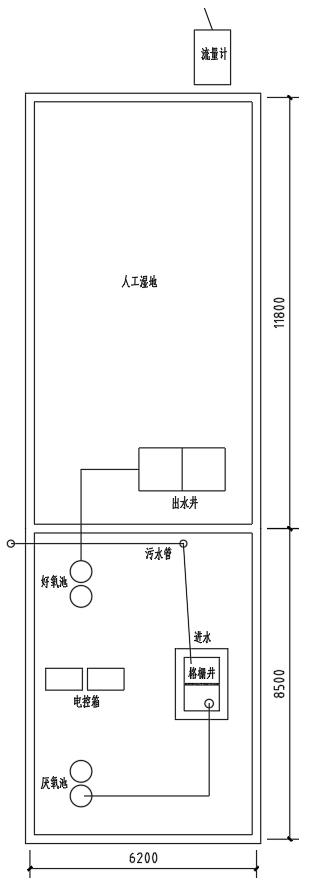 流量计
人工湿地
11800
出水井
污水管
好氧池
进水
格栅井
电控箱
8500
厌氧池
6200